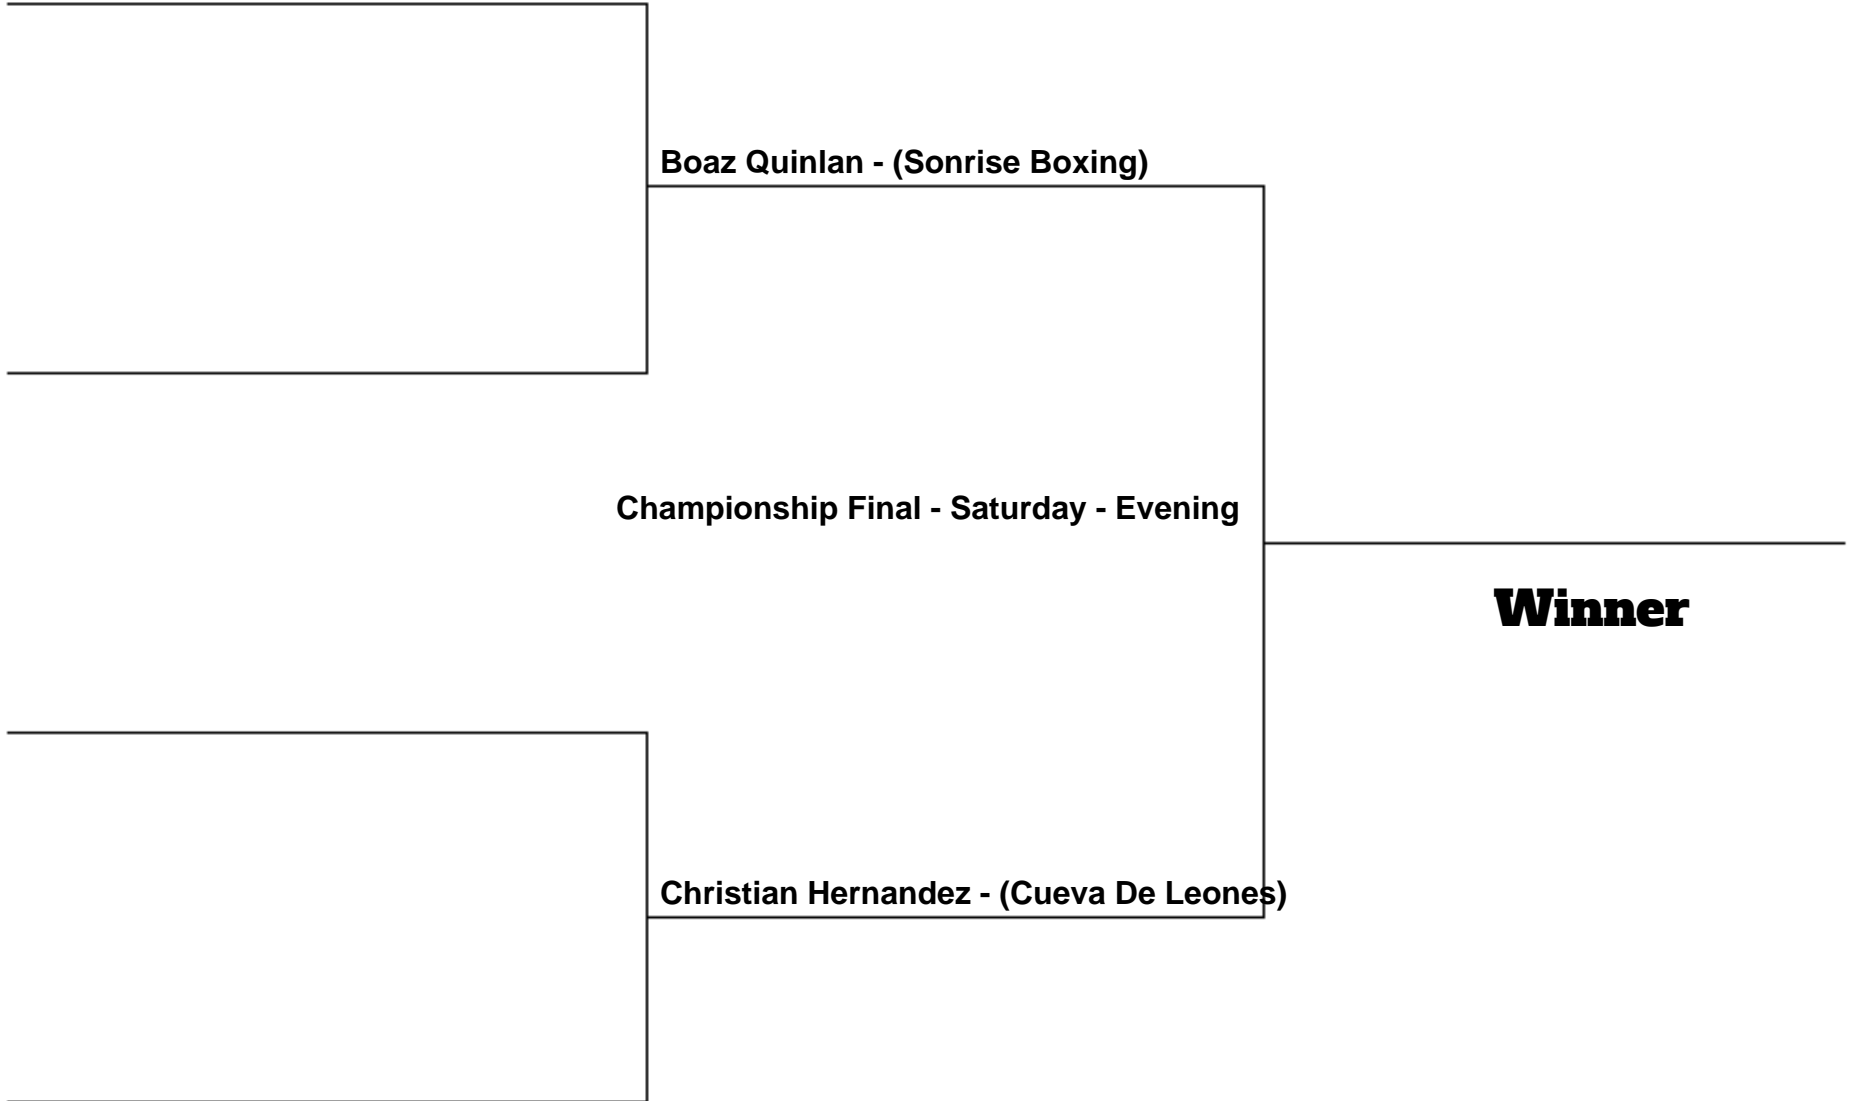 Boaz Quinlan - (Sonrise Boxing)
Championship Final - Saturday - Evening
Winner
Christian Hernandez - (Cueva De Leones)